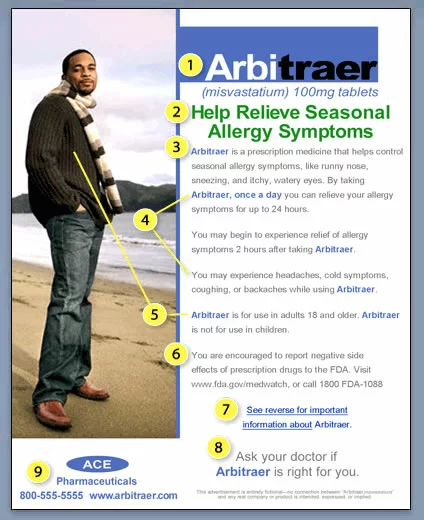 1 Arbitraer
(misvastatium) 100mg tablets
2 Help Relieve Seasonal
Allergy Symptoms
3 Arbitraer is a prescription medicine that helps control
seasonal allergy symptoms, like runny nose,
sneezing, and itchy, watery eyes. By taking
Arbitraer, once a day you can relieve your allergy
symptoms for up to 24 hours.
4
You may begin to experience relief of allergy
symptoms 2 hours after taking Arbitraer.
You may experience headaches, cold symptoms,
coughing, or backaches while using Arbitraer.
5 Arbitraer is for use in adults 18 and older. Arbitraer
is not for use in children.
6 You are encouraged to report negative side
effects of prescription drugs to the FDA. Visit
www.fda.gov/medwatch, or call 1800 FDA-1088
7 See reverse for important
information about Arbitraer.
8 Ask your doctor if
Arbitraer is right for you.
9 ACE
Pharmaceuticals
800-555-5555 www.arbitraer.com
This advertisement is entirely fictional—no connection between "Arbitraer (misvastatium)"
and any real company or product is intended, expressed, or implied.